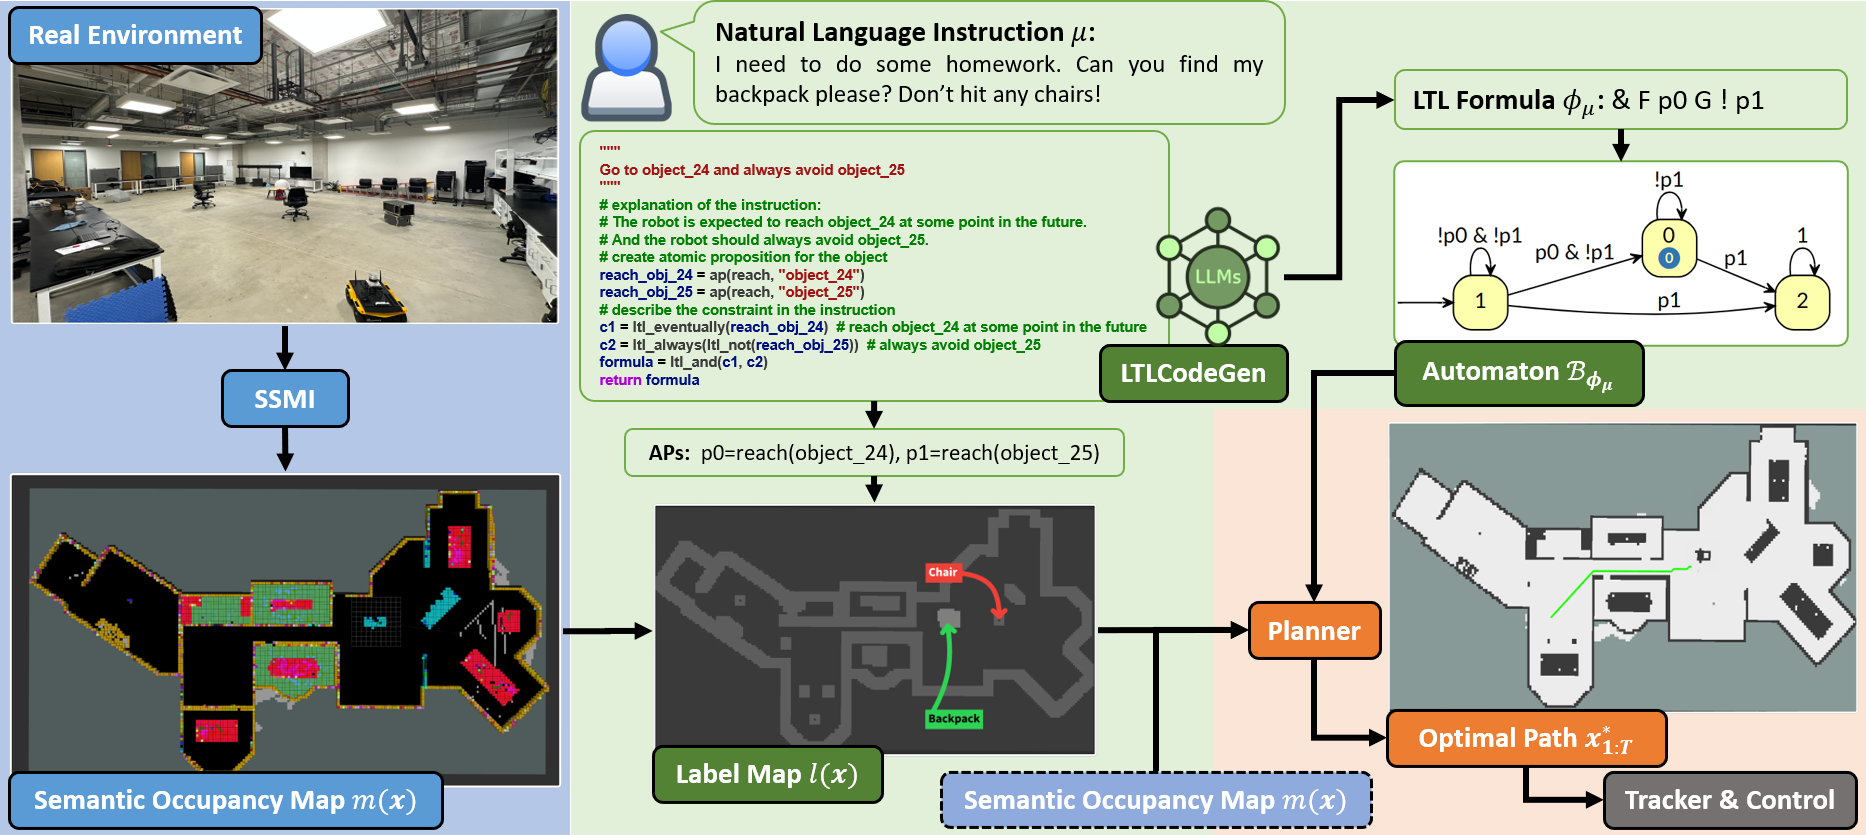 Real Environment
SSMI
Semantic Occupancy Map m(x)
Natural Language Instruction μ:
I need to do some homework. Can you find my
backpack please? Don't hit any chairs!
"""
Go to object_24 and always avoid object_25
"""
# explanation of the instruction:
# The robot is expected to reach object_24 at some point in the future.
# And the robot should always avoid object_25.
# create atomic proposition for the object
reach_obj_24 = ap(reach, "object_24")
reach_obj_25 = ap(reach, "object_25")
# describe the constraint in the instruction
c1 = ltl_eventually(reach_obj_24) # reach object_24 at some point in the future
c2 = ltl_always(ltl_not(reach_obj_25)) # always avoid object_25
formula = ltl_and(c1, c2)
return formula
LLMs
LTLCodeGen
APs: p0=reach(object_24), p1=reach(object_25)
Chair
Backpack
Label Map l(x)
Semantic Occupancy Map m(x)
LTL Formula ϕ_μ: & F p0 G ! p1
!p1
!p0 & !p1
p0 & !p1
0
0
p1
1
1
p1
2
Automaton ℬ_ϕ_μ
Planner
Optimal Path x*_1:T
Tracker & Control